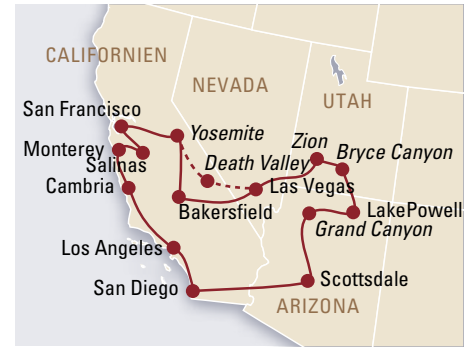 CALIFORNIEN
NEVADA
UTAH
San Francisco
Yosemite
Zion
Monterey
Salinas
Death Valley
Bryce Canyon
Cambria
Las Vegas
Bakersfield
LakePowell
Grand Canyon
Los Angeles
San Diego
Scottsdale
ARIZONA